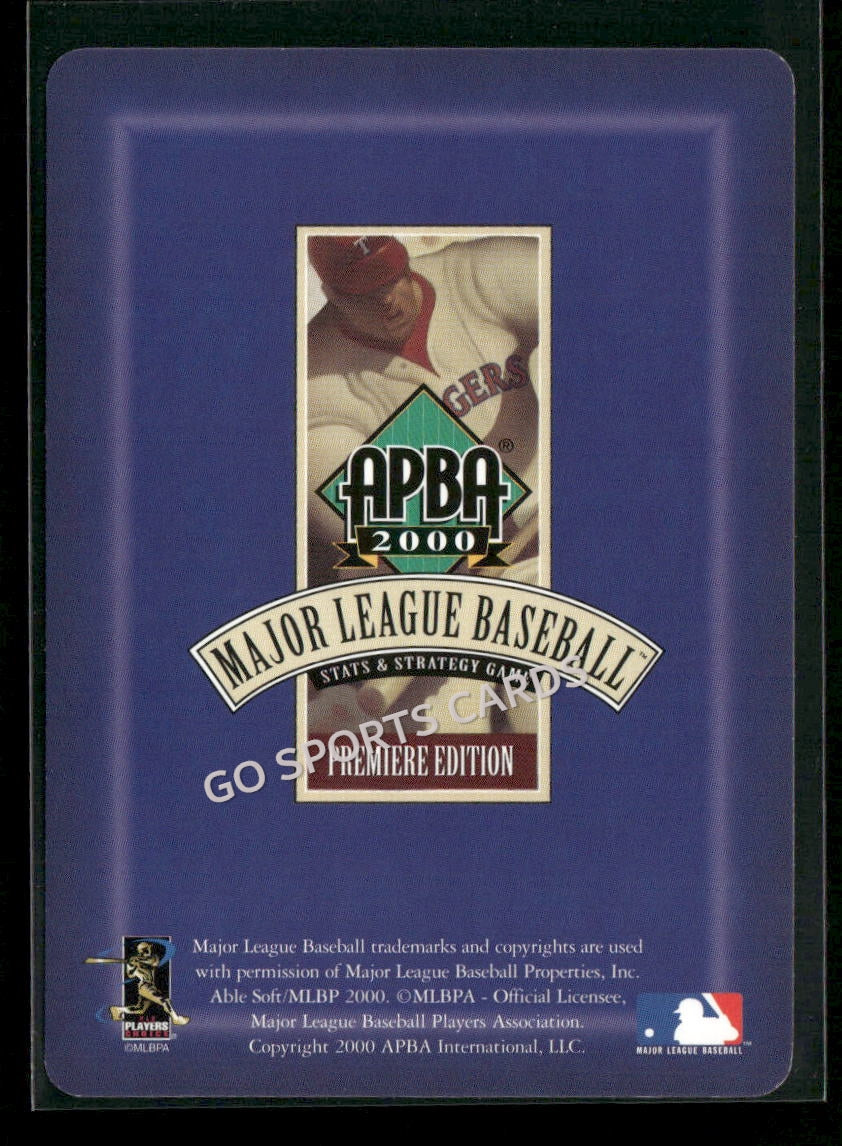 T
GERS
APBA®
2000
MAJOR LEAGUE BASEBALL™
STATS & STRATEGY GAME
GO SPORTS CARDS
PREMIERE EDITION
Major League Baseball trademarks and copyrights are used
with permission of Major League Baseball Properties, Inc.
Able Soft/MLBP 2000. ©MLBPA - Official Licensee,
Major League Baseball Players Association.
Copyright 2000 APBA International, LLC.
PLAYERS
CHOICE
©MLBPA
MAJOR LEAGUE BASEBALL™